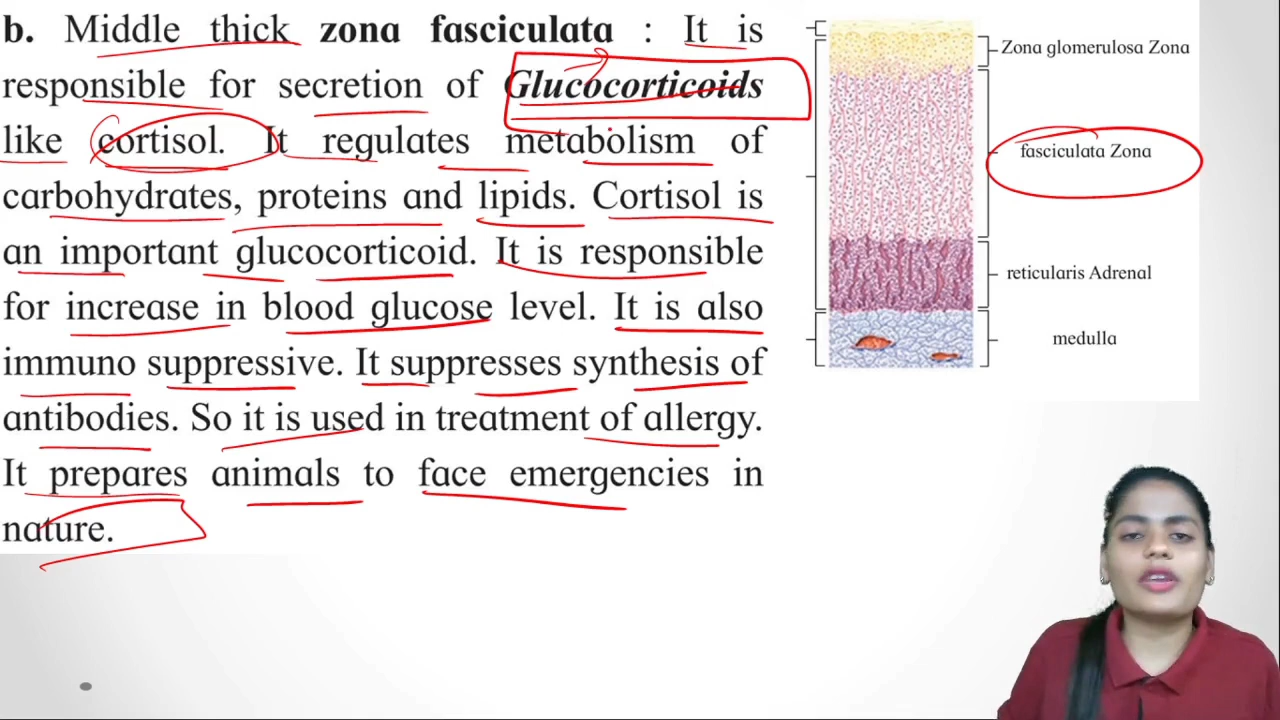 b. Middle thick zona fasciculata : It is
responsible for secretion of Glucocorticoids
like cortisol. It regulates metabolism of
carbohydrates, proteins and lipids. Cortisol is
an important glucocorticoid. It is responsible
for increase in blood glucose level. It is also
immuno suppressive. It suppresses synthesis of
antibodies. So it is used in treatment of allergy.
It prepares animals to face emergencies in
nature.
Zona glomerulosa Zona
fasciculata Zona
reticularis Adrenal
medulla